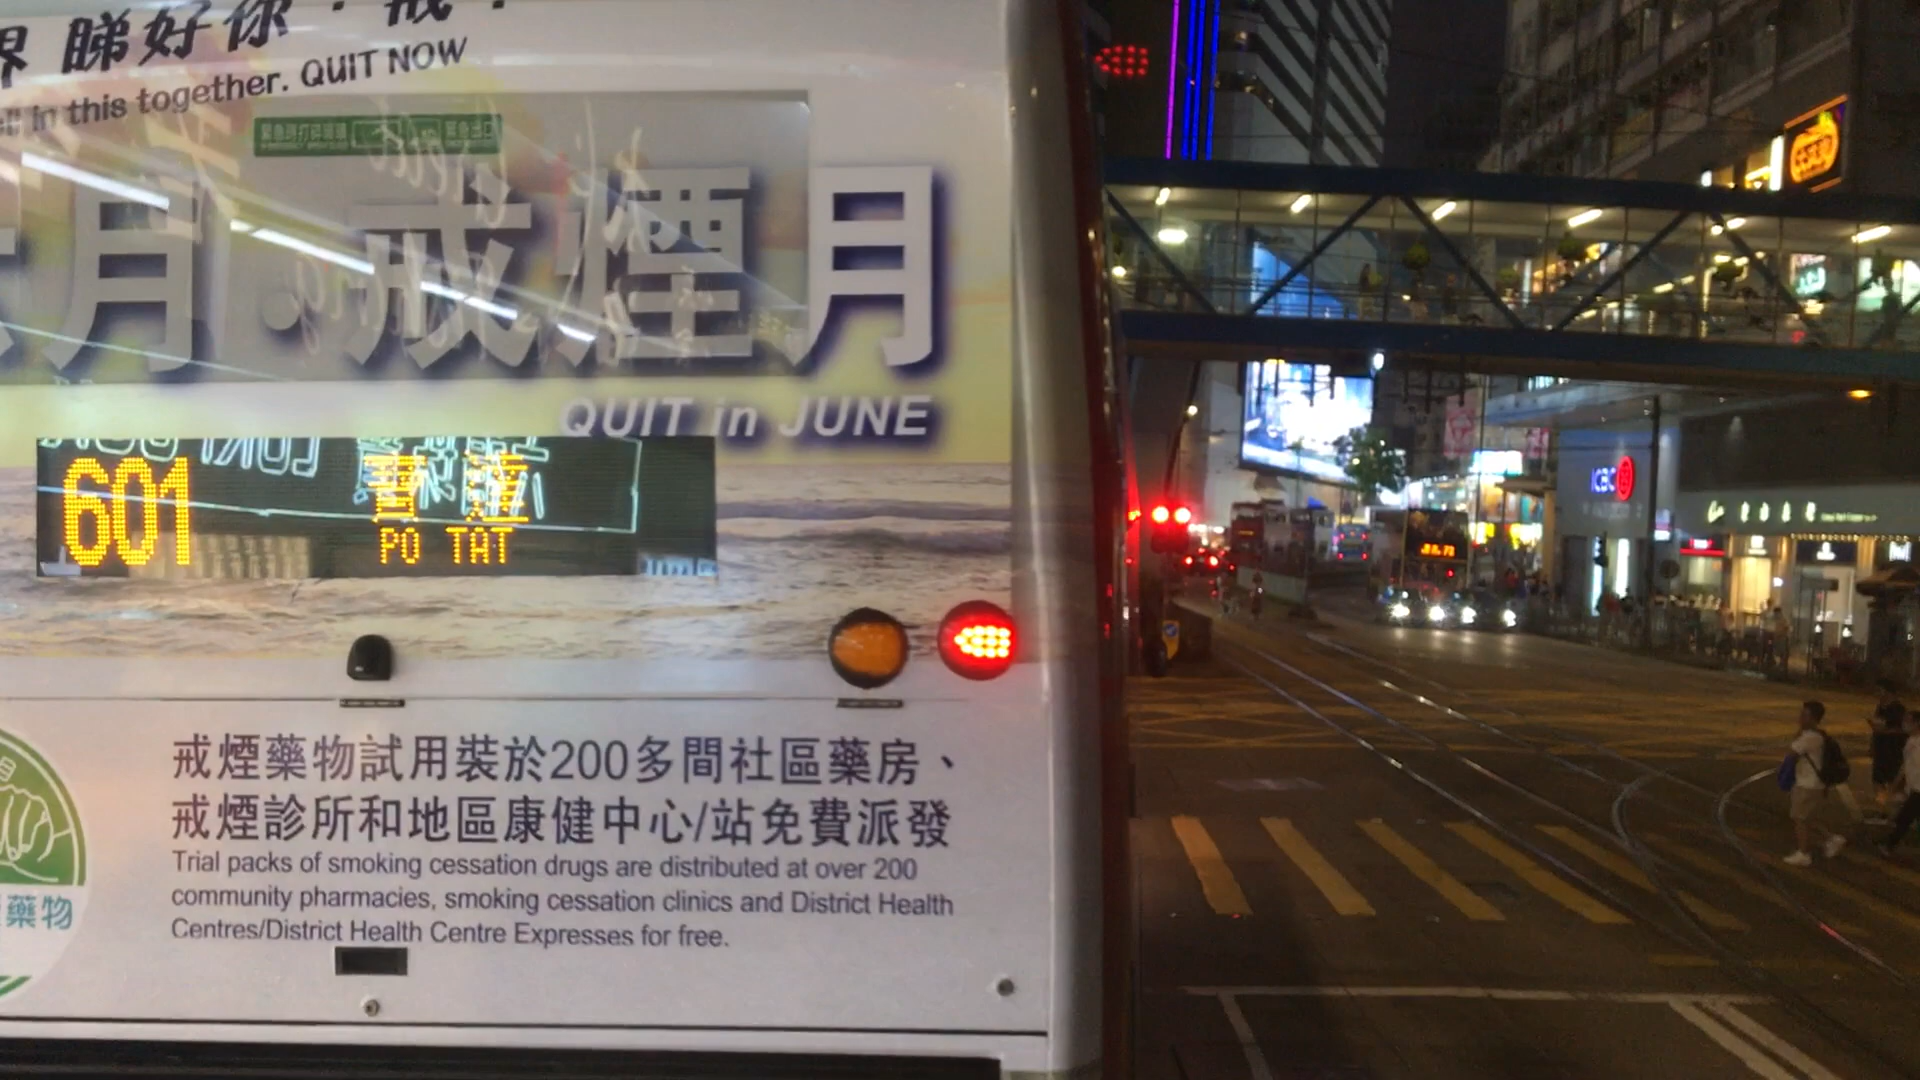 界 睇好你 · 戒
in this together. QUIT NOW
月·戒煙月
QUIT in JUNE
601 寶達
PO TAT
戒煙藥物試用裝於200多間社區藥房、
戒煙診所和地區康健中心/站免費派發
Trial packs of smoking cessation drugs are distributed at over 200
community pharmacies, smoking cessation clinics and District Health
Centres/District Health Centre Expresses for free.
藥物
ICBC